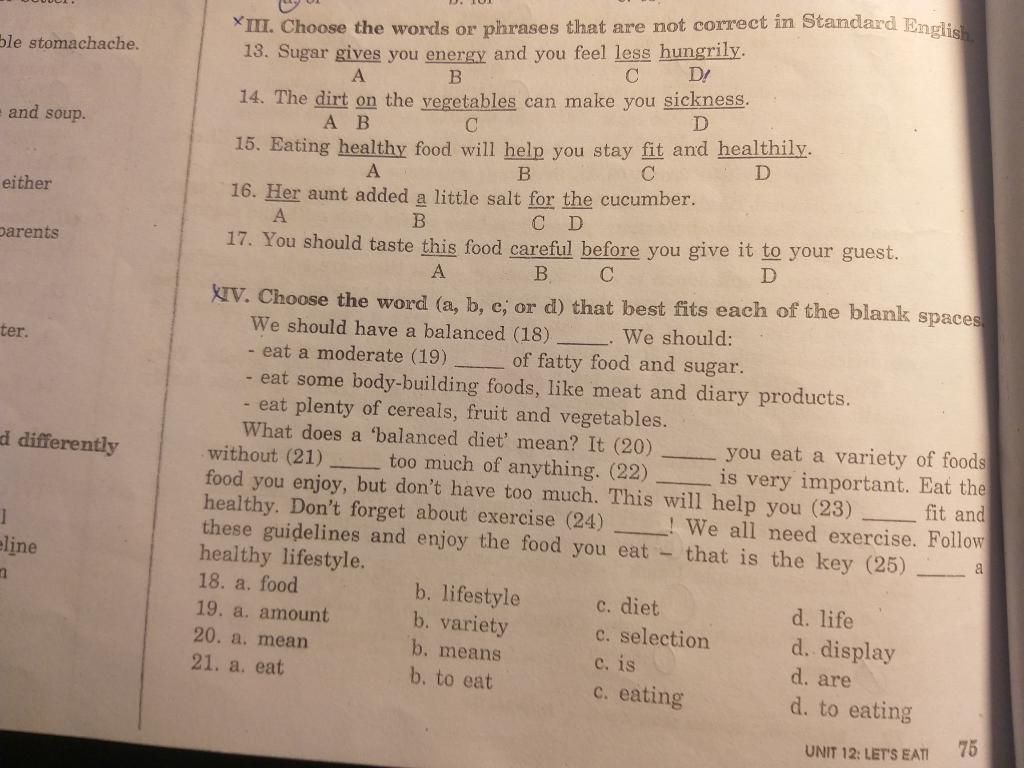 ble stomachache.
and soup.
either
parents
ter.
d differently
eline
III. Choose the words or phrases that are not correct in Standard English.
13. Sugar gives you energy and you feel less hungrily.
A B C D
14. The dirt on the vegetables can make you sickness.
A B C D
15. Eating healthy food will help you stay fit and healthily.
A B C D
16. Her aunt added a little salt for the cucumber.
A B C D
17. You should taste this food careful before you give it to your guest.
A B C D
IV. Choose the word (a, b, c, or d) that best fits each of the blank spaces.
We should have a balanced (18) _____. We should:
- eat a moderate (19) _____ of fatty food and sugar.
- eat some body-building foods, like meat and diary products.
- eat plenty of cereals, fruit and vegetables.
What does a 'balanced diet' mean? It (20) _____ you eat a variety of foods
without (21) _____ too much of anything. (22) _____ is very important. Eat the
food you enjoy, but don't have too much. This will help you (23) _____ fit and
healthy. Don't forget about exercise (24) _____! We all need exercise. Follow
these guidelines and enjoy the food you eat – that is the key (25) _____ a
healthy lifestyle.
18. a. food b. lifestyle c. diet d. life
19. a. amount b. variety c. selection d. display
20. a. mean b. means c. is d. are
21. a. eat b. to eat c. eating d. to eating
UNIT 12: LET'S EAT! 75